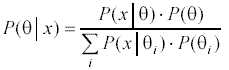 P(θ|x) = P(x|θ)·P(θ) / ∑_i P(x|θ_i)·P(θ_i)